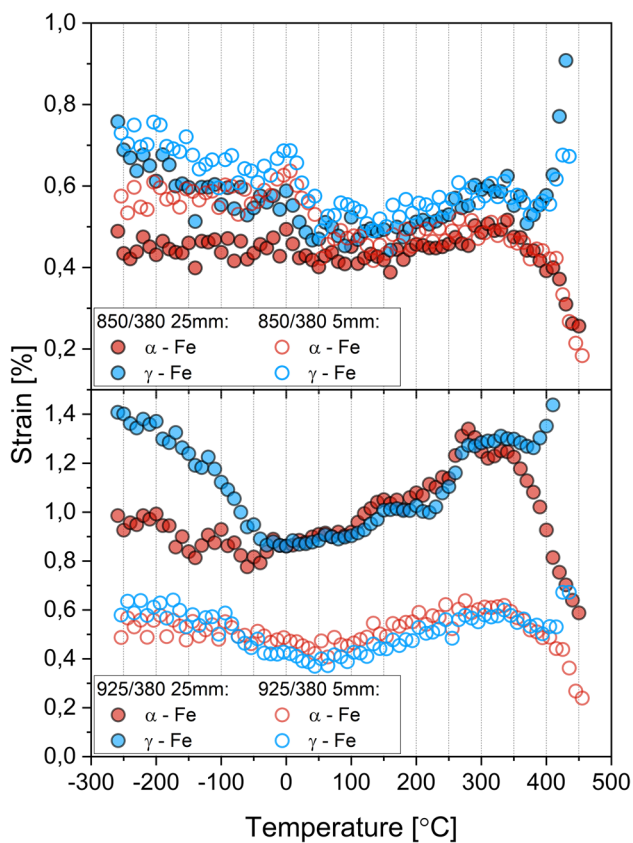 1,0
0,8
0,6
0,4
0,2
850/380 25mm: 850/380 5mm:
α - Fe α - Fe
γ - Fe γ - Fe
Strain [%]
1,4
1,2
1,0
0,8
0,6
0,4
0,2
0,0
925/380 25mm: 925/380 5mm:
α - Fe α - Fe
γ - Fe γ - Fe
-300 -200 -100 0 100 200 300 400 500
Temperature [°C]